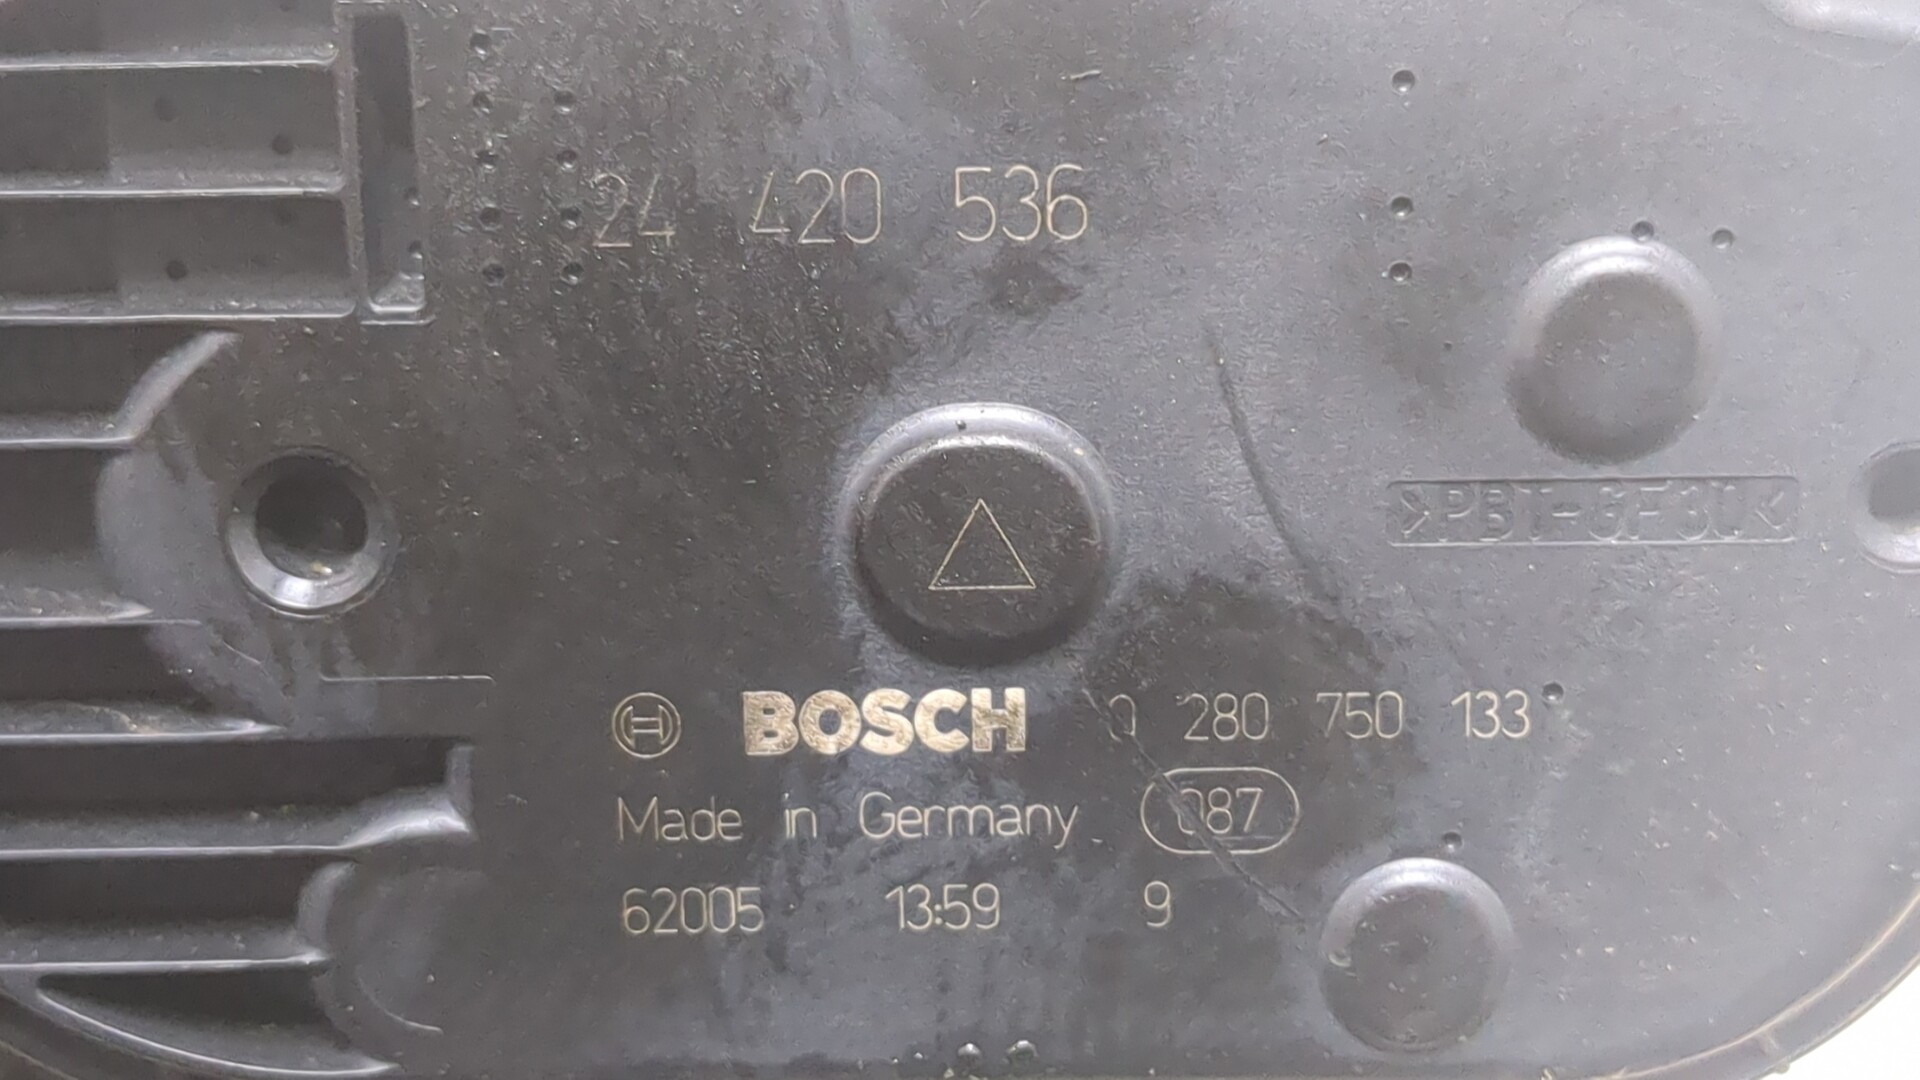 24 420 536
>PBT-GF30<
BOSCH 0 280 750 133
Made in Germany 087
62005 13:59 9